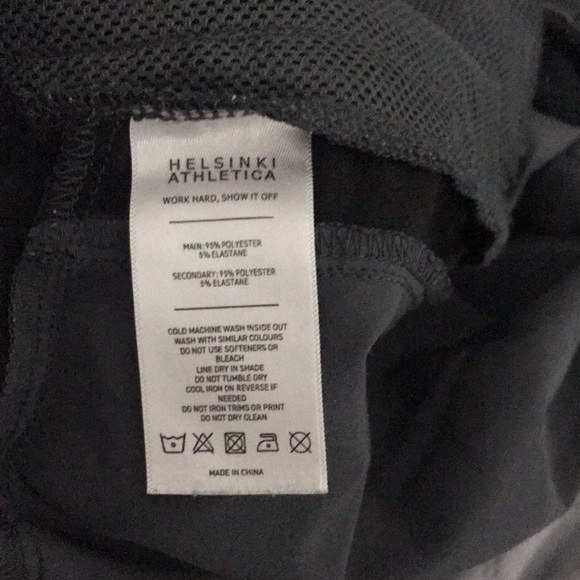 HELSINKI
ATHLETICA
WORK HARD, SHOW IT OFF
MAIN: 95% POLYESTER
5% ELASTANE
SECONDARY: 95% POLYESTER
5% ELASTANE
COLD MACHINE WASH INSIDE OUT
WASH WITH SIMILAR COLOURS
DO NOT USE SOFTENERS OR
BLEACH
LINE DRY IN SHADE
DO NOT TUMBLE DRY
COOL IRON ON REVERSE IF
NEEDED
DO NOT IRON TRIMS OR PRINT
DO NOT DRY CLEAN
MADE IN CHINA